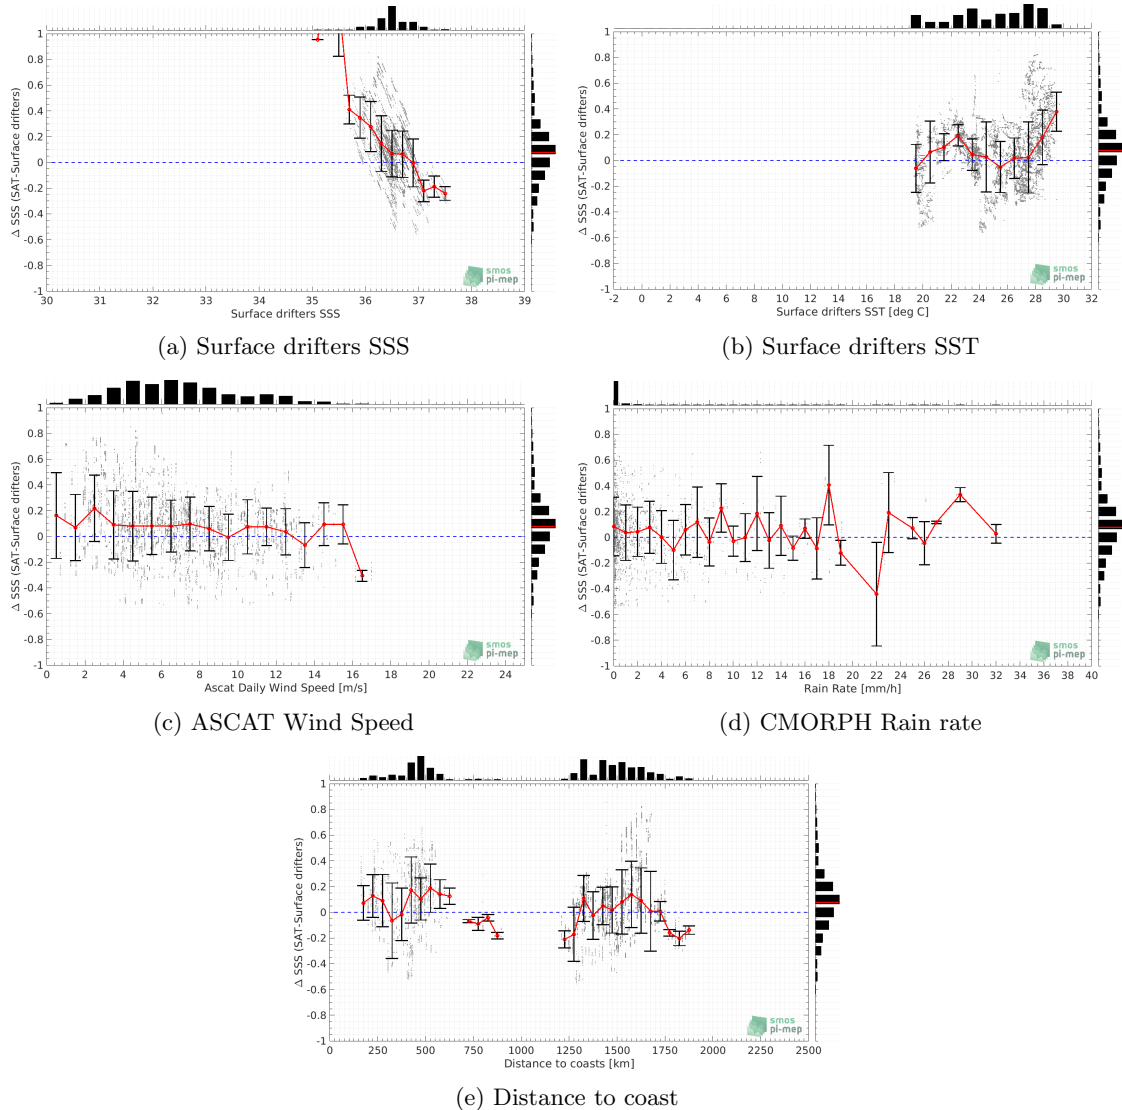 1
0.8
0.6
0.4
0.2
0
-0.2
-0.4
-0.6
-0.8
-1
Δ SSS (SAT-Surface drifters)
30 31 32 33 34 35 36 37 38 39
Surface drifters SSS
smos
pi-mep
(a) Surface drifters SSS
1
0.8
0.6
0.4
0.2
0
-0.2
-0.4
-0.6
-0.8
-1
Δ SSS (SAT-Surface drifters)
-2 0 2 4 6 8 10 12 14 16 18 20 22 24 26 28 30 32
Surface drifters SST [deg C]
smos
pi-mep
(b) Surface drifters SST
1
0.8
0.6
0.4
0.2
0
-0.2
-0.4
-0.6
-0.8
-1
Δ SSS (SAT-Surface drifters)
0 2 4 6 8 10 12 14 16 18 20 22 24
Ascat Daily Wind Speed [m/s]
smos
pi-mep
(c) ASCAT Wind Speed
1
0.8
0.6
0.4
0.2
0
-0.2
-0.4
-0.6
-0.8
-1
Δ SSS (SAT-Surface drifters)
0 2 4 6 8 10 12 14 16 18 20 22 24 26 28 30 32 34 36 38 40
Rain Rate [mm/h]
smos
pi-mep
(d) CMORPH Rain rate
1
0.8
0.6
0.4
0.2
0
-0.2
-0.4
-0.6
-0.8
-1
Δ SSS (SAT-Surface drifters)
0 250 500 750 1000 1250 1500 1750 2000 2250 2500
Distance to coasts [km]
smos
pi-mep
(e) Distance to coast